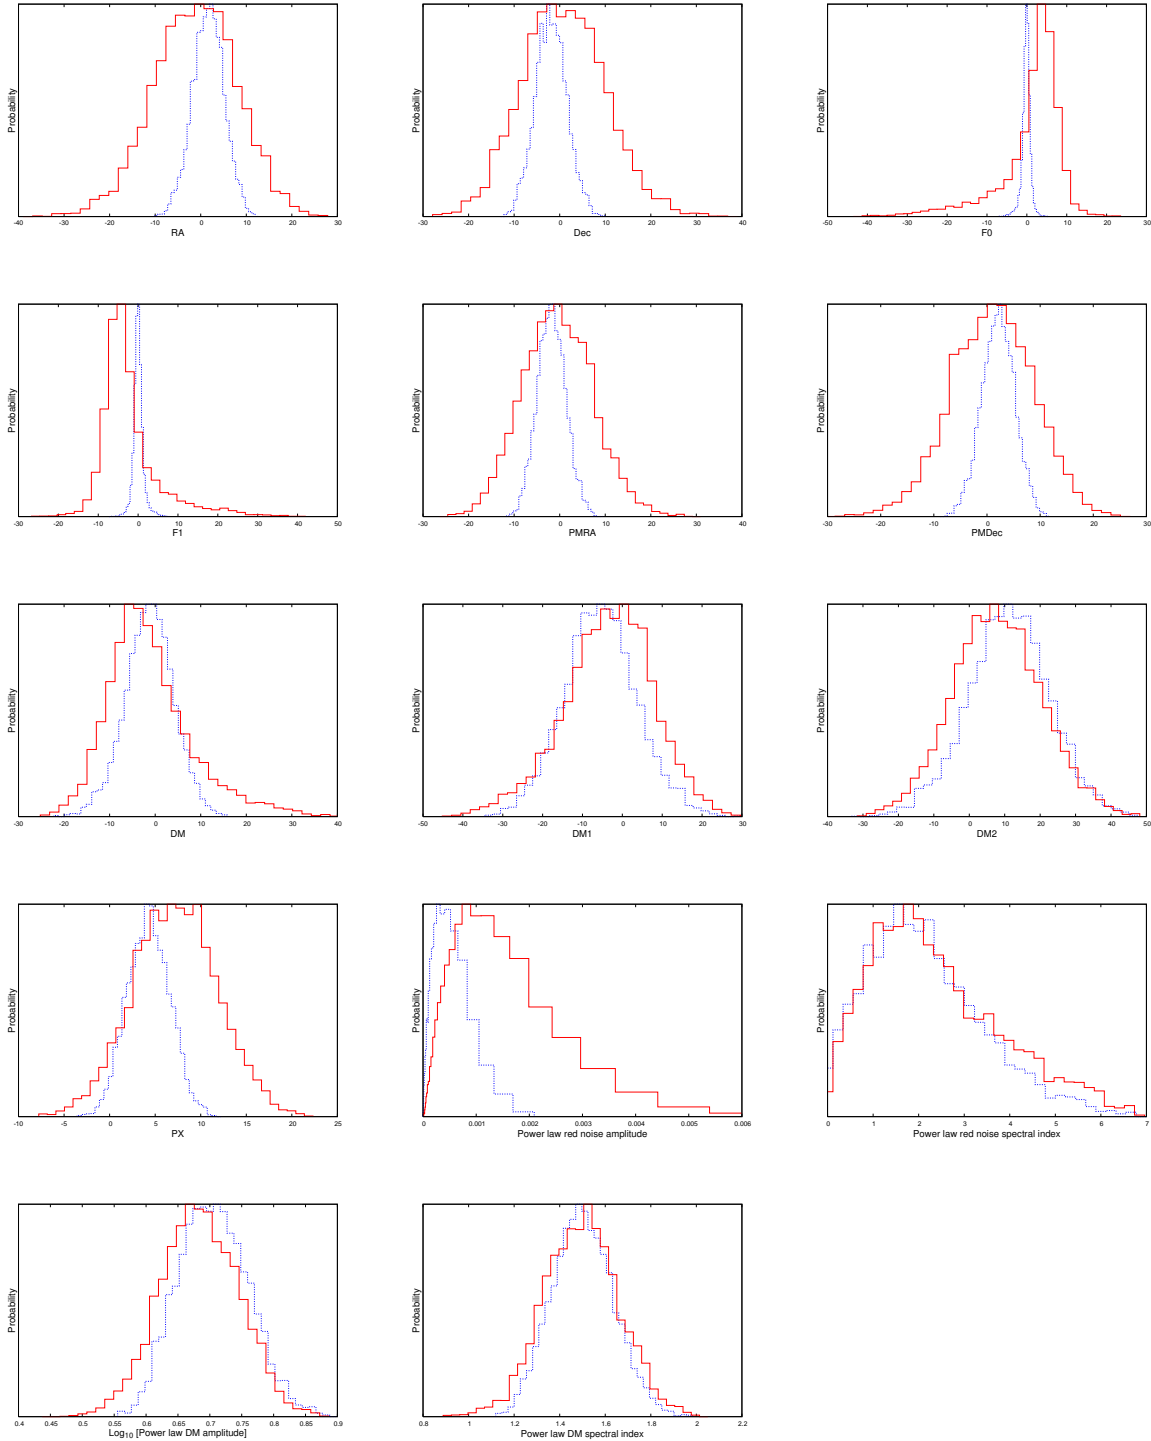 Probability
-40 -30 -20 -10 0 10 20 30
RA
Probability
-30 -20 -10 0 10 20 30 40
Dec
Probability
-50 -40 -30 -20 -10 0 10 20 30
F0
Probability
-30 -20 -10 0 10 20 30 40 50
F1
Probability
-30 -20 -10 0 10 20 30 40
PMRA
Probability
-30 -20 -10 0 10 20 30
PMDec
Probability
-30 -20 -10 0 10 20 30 40
DM
Probability
-50 -40 -30 -20 -10 0 10 20 30
DM1
Probability
-40 -30 -20 -10 0 10 20 30 40 50
DM2
Probability
-10 -5 0 5 10 15 20 25
PX
Probability
0 0.001 0.002 0.003 0.004 0.005 0.006
Power law red noise amplitude
Probability
0 1 2 3 4 5 6 7
Power law red noise spectral index
Probability
0.4 0.45 0.5 0.55 0.6 0.65 0.7 0.75 0.8 0.85 0.9
Log₁₀ [Power law DM amplitude]
Probability
0.8 1 1.2 1.4 1.6 1.8 2 2.2
Power law DM spectral index